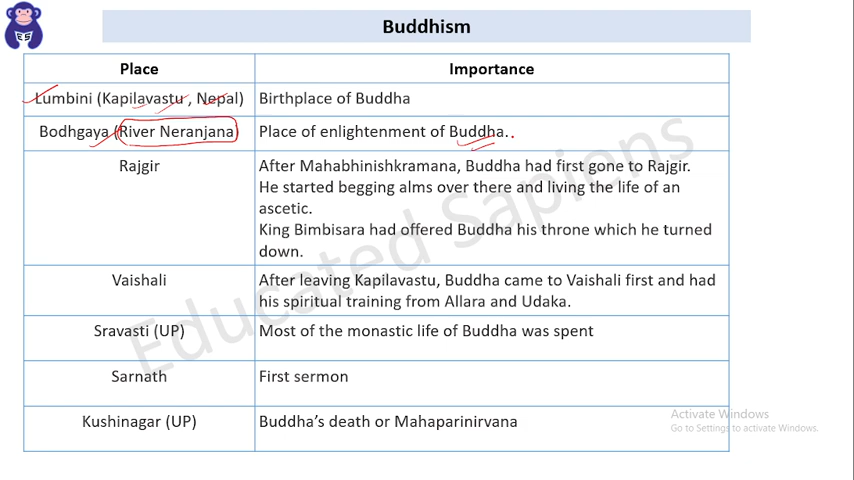 Buddhism
Place Importance
Lumbini (Kapilavastu , Nepal) Birthplace of Buddha
Bodhgaya (River Neranjana) Place of enlightenment of Buddha.
Rajgir After Mahabhinishkramana, Buddha had first gone to Rajgir.
He started begging alms over there and living the life of an
ascetic.
King Bimbisara had offered Buddha his throne which he turned
down.
Vaishali After leaving Kapilavastu, Buddha came to Vaishali first and had
his spiritual training from Allara and Udaka.
Sravasti (UP) Most of the monastic life of Buddha was spent
Sarnath First sermon
Kushinagar (UP) Buddha's death or Mahaparinirvana
Educated Sapiens
Activate Windows
Go to Settings to activate Windows.